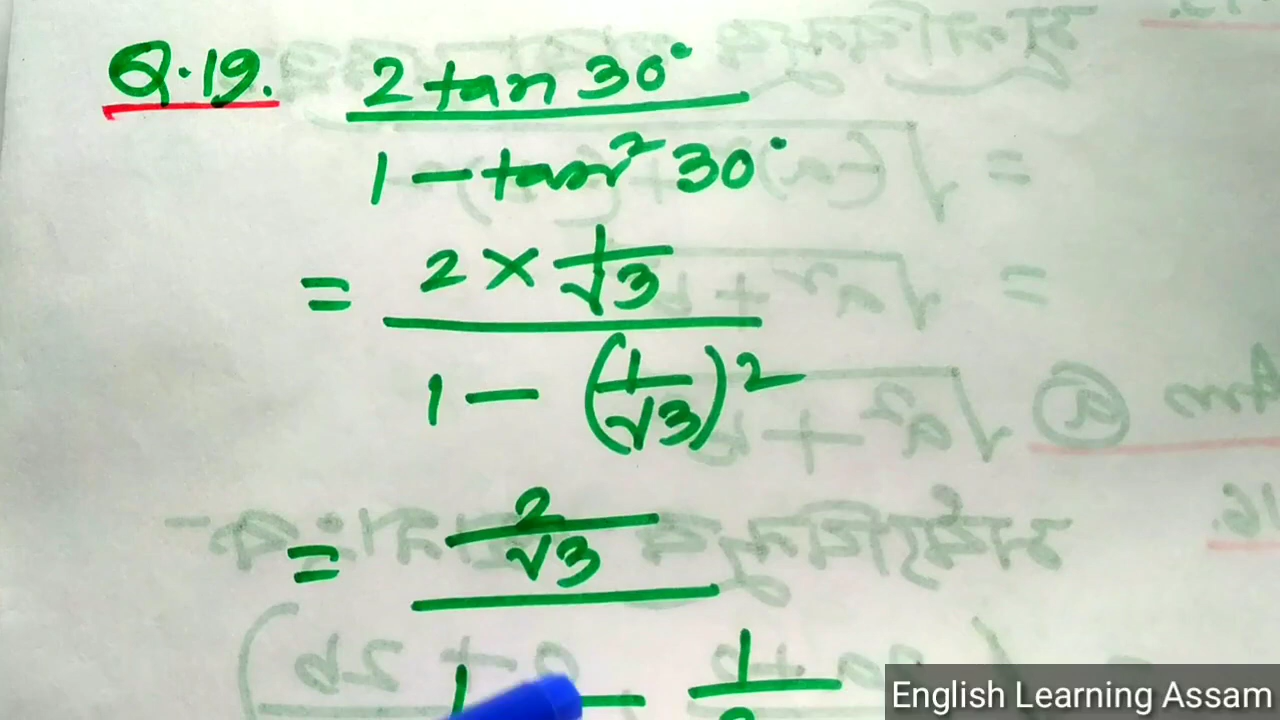 Q.19. 2 tan 30°
1 - tan² 30°
= 2 × 1/√3
1 - (1/√3)²
= 2/√3
1 - 1
English Learning Assam